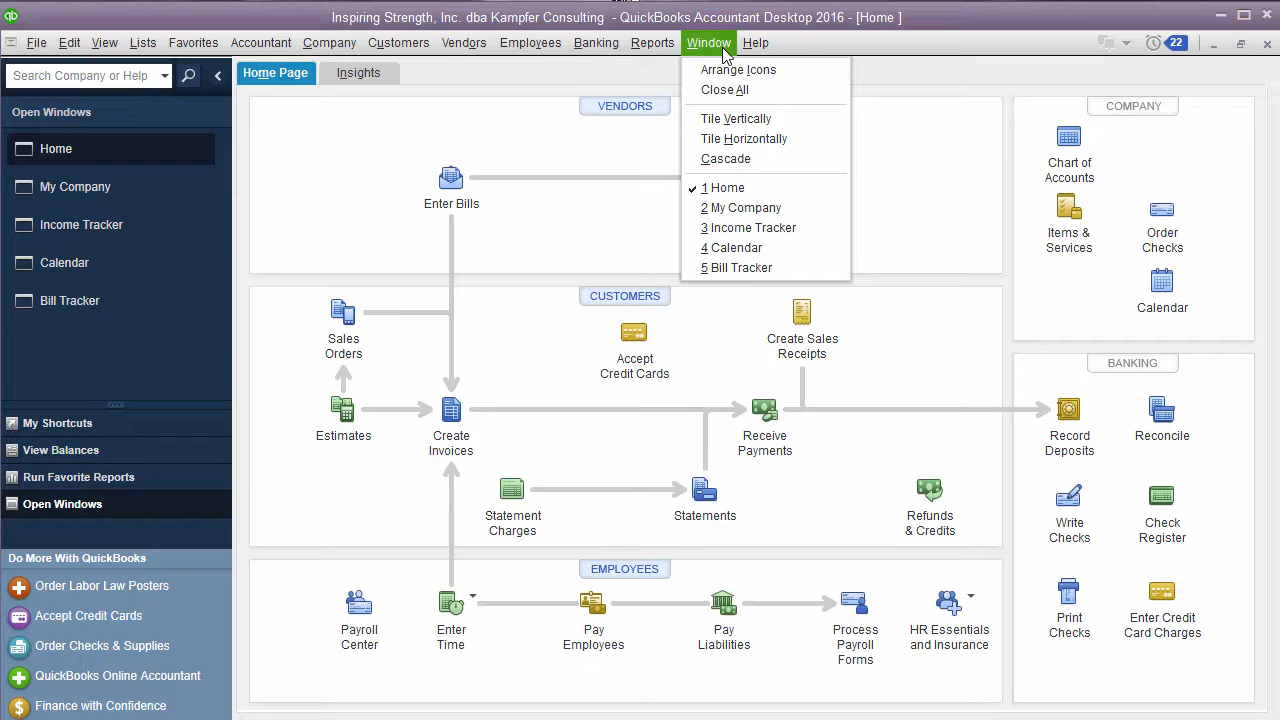 qb
Inspiring Strength, Inc. dba Kampfer Consulting - QuickBooks Accountant Desktop 2016 - [Home ]
File Edit View Lists Favorites Accountant Company Customers Vendors Employees Banking Reports Window Help 22
Search Company or Help
Home Page Insights
Open Windows
Home
My Company
Income Tracker
Calendar
Bill Tracker
My Shortcuts
View Balances
Run Favorite Reports
Open Windows
Do More With QuickBooks
Order Labor Law Posters
Accept Credit Cards
Order Checks & Supplies
QuickBooks Online Accountant
Finance with Confidence
Arrange Icons
Close All
Tile Vertically
Tile Horizontally
Cascade
1 Home
2 My Company
3 Income Tracker
4 Calendar
5 Bill Tracker
VENDORS
Enter Bills
CUSTOMERS
Sales
Orders
Accept
Credit Cards
Create Sales
Receipts
Estimates
Create
Invoices
Receive
Payments
Statement
Charges
Statements
Refunds
& Credits
EMPLOYEES
Payroll
Center
Enter
Time
Pay
Employees
Pay
Liabilities
Process
Payroll
Forms
HR Essentials
and Insurance
COMPANY
Chart of
Accounts
Items &
Services
Order
Checks
Calendar
BANKING
Record
Deposits
Reconcile
Write
Checks
Check
Register
Print
Checks
Enter Credit
Card Charges